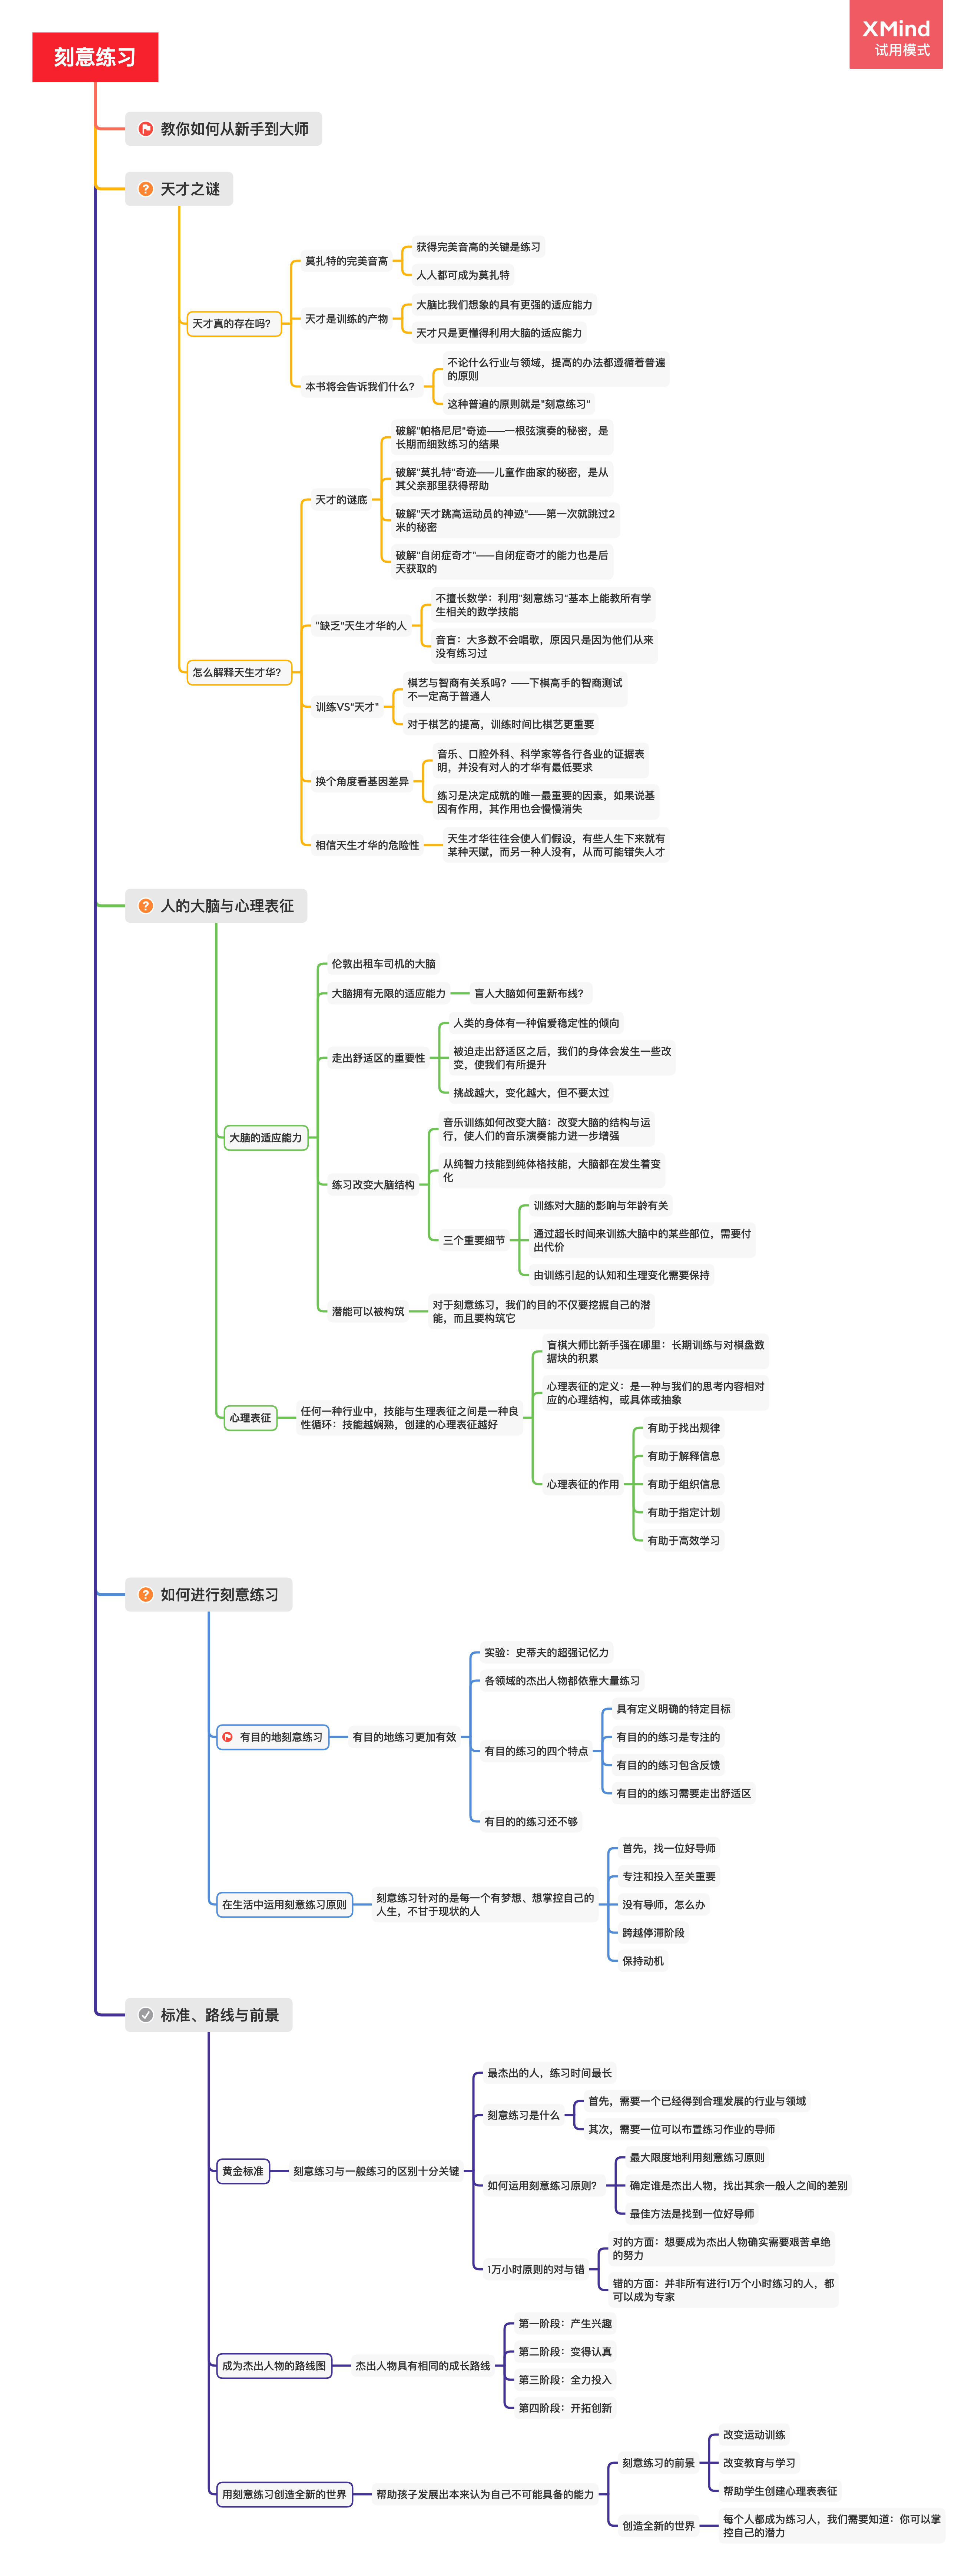 XMind
试用模式
刻意练习
教你如何从新手到大师
天才之谜
天才真的存在吗？
莫扎特的完美音高
获得完美音高的关键是练习
人人都可成为莫扎特
天才是训练的产物
大脑比我们想象的具有更强的适应能力
天才只是更懂得利用大脑的适应能力
本书将会告诉我们什么？
不论什么行业与领域，提高的办法都遵循着普遍
的原则
这种普遍的原则就是"刻意练习"
怎么解释天生才华？
天才的谜底
破解"帕格尼尼"奇迹——一根弦演奏的秘密，是
长期而细致练习的结果
破解"莫扎特"奇迹——儿童作曲家的秘密，是从
其父亲那里获得帮助
破解"天才跳高运动员的神迹"——第一次就跳过2
米的秘密
破解"自闭症奇才"——自闭症奇才的能力也是后
天获取的
"缺乏"天生才华的人
不擅长数学：利用"刻意练习"基本上能教所有学
生相关的数学技能
音盲：大多数不会唱歌，原因只是因为他们从来
没有练习过
训练VS"天才"
棋艺与智商有关系吗？——下棋高手的智商测试
不一定高于普通人
对于棋艺的提高，训练时间比棋艺更重要
换个角度看基因差异
音乐、口腔外科、科学家等各行各业的证据表
明，并没有对人的才华有最低要求
练习是决定成就的唯一最重要的因素，如果说基
因有作用，其作用也会慢慢消失
相信天生才华的危险性
天生才华往往会使人们假设，有些人生下来就有
某种天赋，而另一种人没有，从而可能错失人才
人的大脑与心理表征
大脑的适应能力
伦敦出租车司机的大脑
大脑拥有无限的适应能力
盲人大脑如何重新布线？
走出舒适区的重要性
人类的身体有一种偏爱稳定性的倾向
被迫走出舒适区之后，我们的身体会发生一些改
变，使我们有所提升
挑战越大，变化越大，但不要太过
练习改变大脑结构
音乐训练如何改变大脑：改变大脑的结构与运
行，使人们的音乐演奏能力进一步增强
从纯智力技能到纯体格技能，大脑都在发生着变
化
三个重要细节
训练对大脑的影响与年龄有关
通过超长时间来训练大脑中的某些部位，需要付
出代价
由训练引起的认知和生理变化需要保持
潜能可以被构筑
对于刻意练习，我们的目的不仅要挖掘自己的潜
能，而且要构筑它
心理表征
任何一种行业中，技能与生理表征之间是一种良
性循环：技能越娴熟，创建的心理表征越好
盲棋大师比新手强在哪里：长期训练与对棋盘数
据块的积累
心理表征的定义：是一种与我们的思考内容相对
应的心理结构，或具体或抽象
心理表征的作用
有助于找出规律
有助于解释信息
有助于组织信息
有助于指定计划
有助于高效学习
如何进行刻意练习
有目的地刻意练习
有目的地练习更加有效
实验：史蒂夫的超强记忆力
各领域的杰出人物都依靠大量练习
有目的练习的四个特点
具有定义明确的特定目标
有目的的练习是专注的
有目的的练习包含反馈
有目的的练习需要走出舒适区
有目的的练习还不够
在生活中运用刻意练习原则
刻意练习针对的是每一个有梦想、想掌控自己的
人生，不甘于现状的人
首先，找一位好导师
专注和投入至关重要
没有导师，怎么办
跨越停滞阶段
保持动机
标准、路线与前景
黄金标准
刻意练习与一般练习的区别十分关键
最杰出的人，练习时间最长
刻意练习是什么
首先，需要一个已经得到合理发展的行业与领域
其次，需要一位可以布置练习作业的导师
如何运用刻意练习原则？
最大限度地利用刻意练习原则
确定谁是杰出人物，找出其余一般人之间的差别
最佳方法是找到一位好导师
1万小时原则的对与错
对的方面：想要成为杰出人物确实需要艰苦卓绝
的努力
错的方面：并非所有进行1万个小时练习的人，都
可以成为专家
成为杰出人物的路线图
杰出人物具有相同的成长路线
第一阶段：产生兴趣
第二阶段：变得认真
第三阶段：全力投入
第四阶段：开拓创新
用刻意练习创造全新的世界
帮助孩子发展出本来认为自己不可能具备的能力
刻意练习的前景
改变运动训练
改变教育与学习
帮助学生创建心理表表征
创造全新的世界
每个人都成为练习人，我们需要知道：你可以掌
控自己的潜力